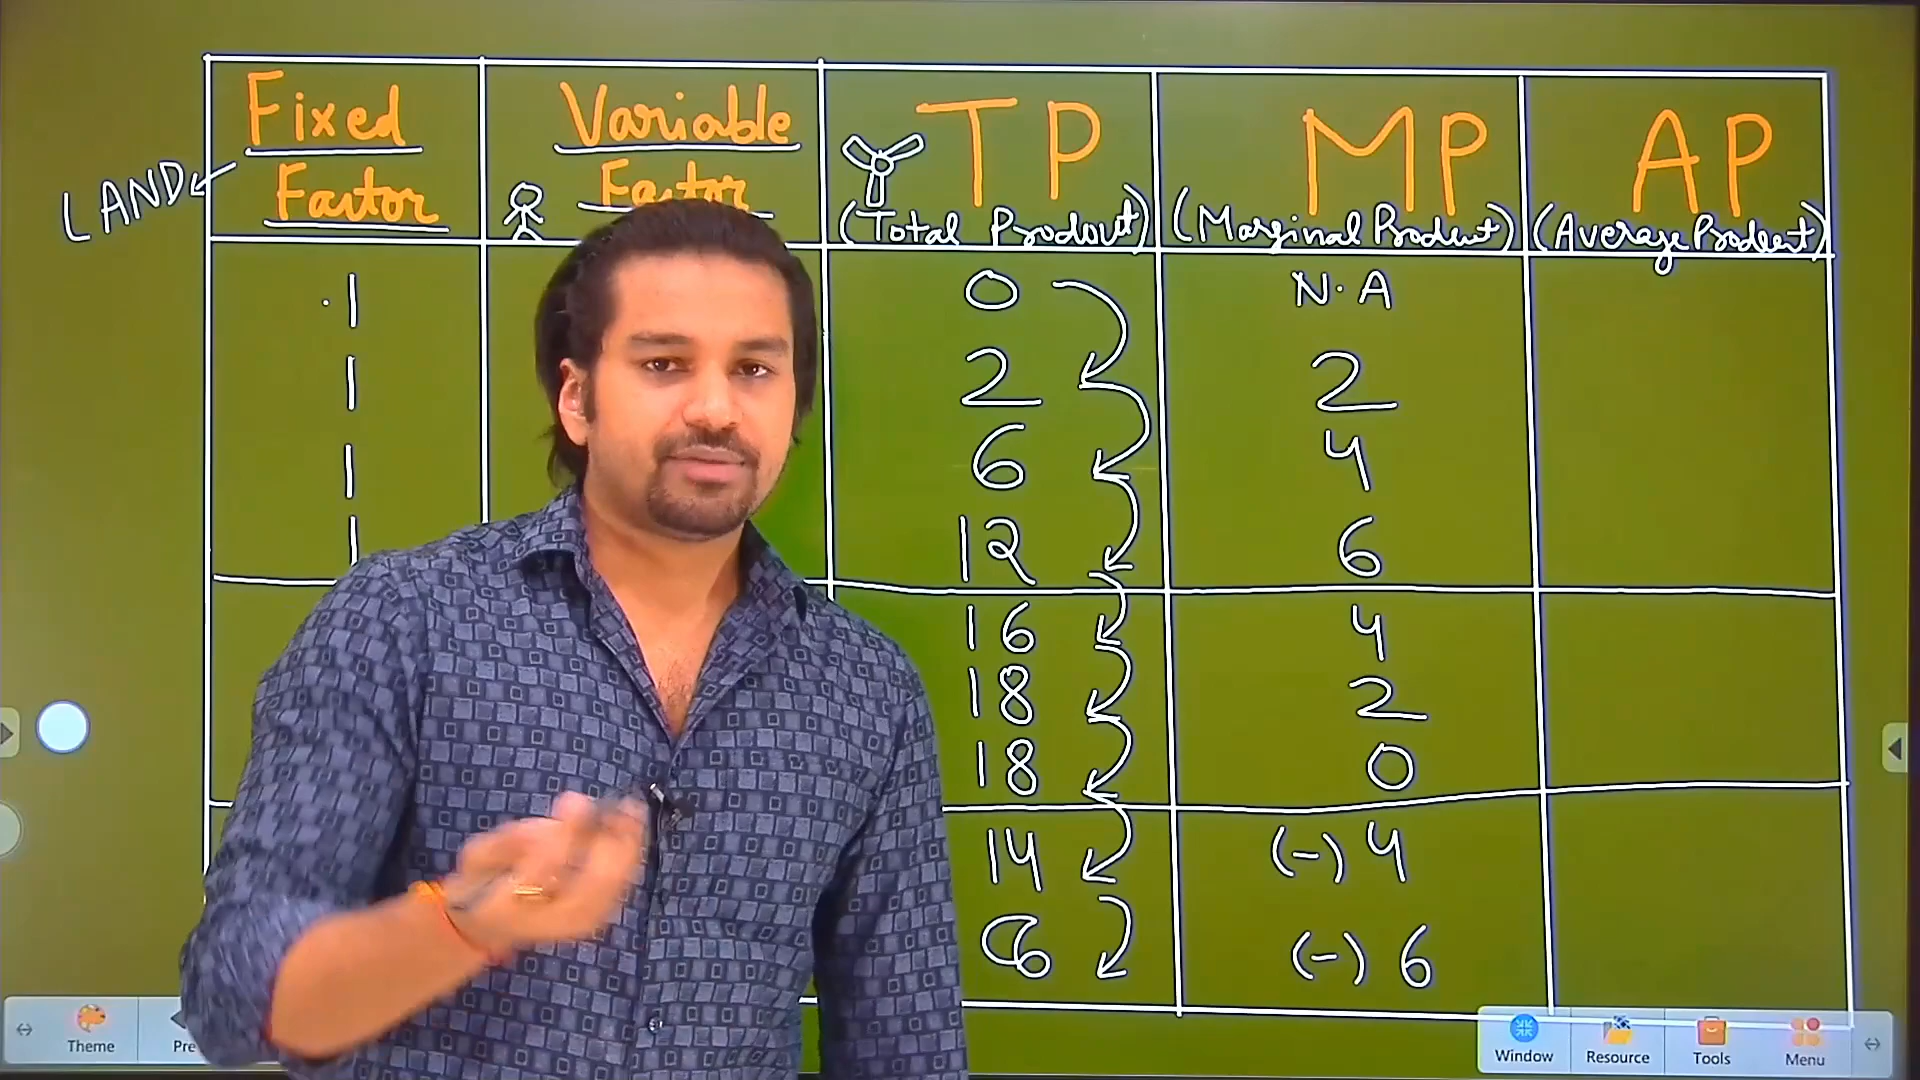 Fixed
Factor
Variable
Factor
TP
(Total Product)
MP
(Marginal Product)
AP
(Average Product)
LAND
1
0
N.A
1
2
2
1
6
4
1
12
6
16
4
18
2
18
0
14
(-) 4
(-) 6
Theme
Pre
Window
Resource
Tools
Menu